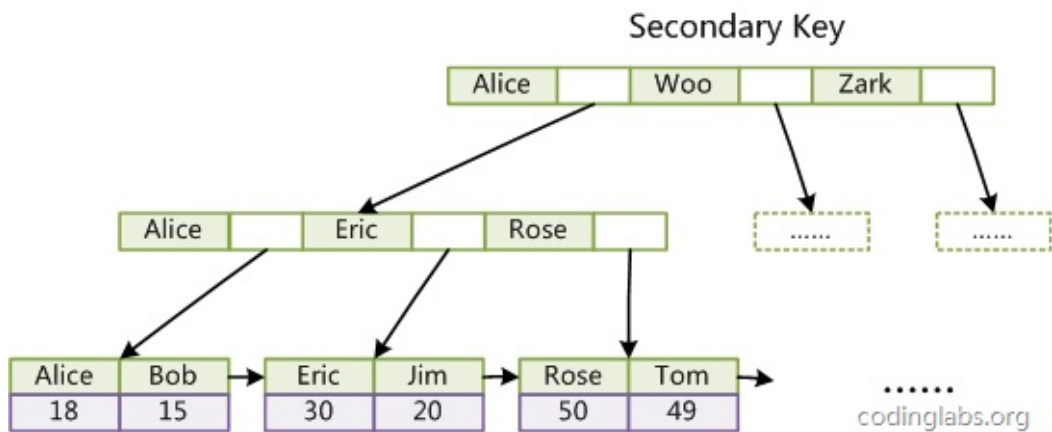 Secondary Key
Alice Woo Zark
Alice Eric Rose
...... ......
Alice Bob Eric Jim Rose Tom
18 15 30 20 50 49
......
codinglabs.org